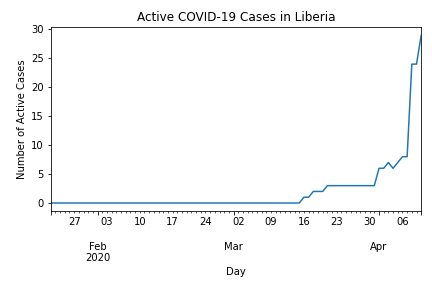 Active COVID-19 Cases in Liberia
Number of Active Cases
30
25
20
15
10
5
0
27 03 10 17 24 02 09 16 23 30 06
Feb Mar Apr
2020
Day